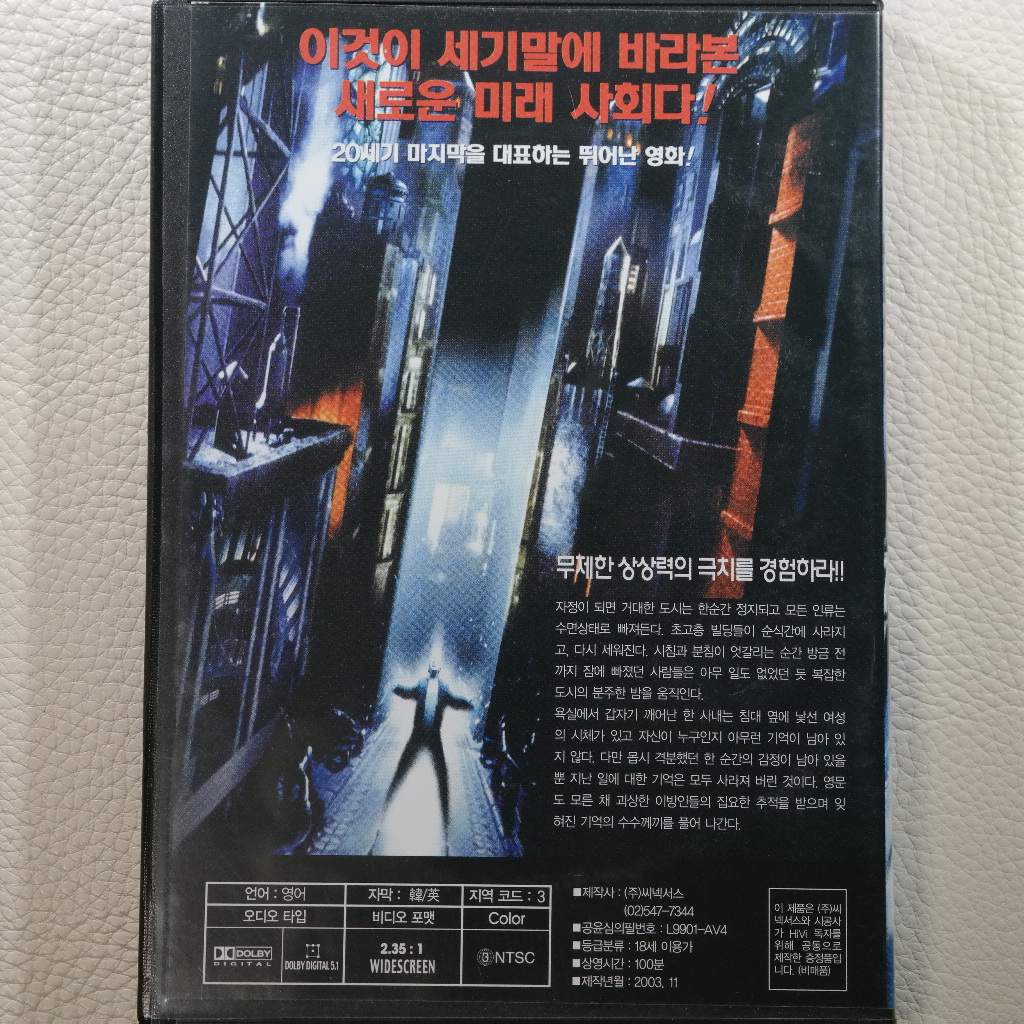 이것이 세기말에 바라본
새로운 미래 사회다!
20세기 마지막을 대표하는 뛰어난 영화!
무제한 상상력의 극치를 경험하라!!
자정이 되면 거대한 도시는 한순간 정지되고 모든 인류는
수면상태로 빠져든다. 초고층 빌딩들이 순식간에 사라지
고, 다시 세워진다. 시침과 분침이 엇갈리는 순간 방금 전
까지 잠에 빠졌던 사람들은 아무 일도 없었던 듯 복잡한
도시의 분주한 밤을 움직인다.
욕실에서 갑자기 깨어난 한 사내는 침대 옆에 낯선 여성
의 시체가 있고 자신이 누구인지 아무런 기억이 남아 있
지 않다. 다만 몹시 격분했던 한 순간의 감정이 남아 있을
뿐 지난 일에 대한 기억은 모두 사라져 버린 것이다. 영문
도 모른 채 괴상한 이방인들의 집요한 추적을 받으며 잊
혀진 기억의 수수께끼를 풀어 나간다.
언어 : 영어
자막 : 韓/英
지역 코드 : 3
오디오 타입
비디오 포맷
Color
DOLBY
DIGITAL
DOLBY DIGITAL 5.1
2.35 : 1
WIDESCREEN
3 NTSC
■제작사 : (주)씨넥서스
(02)547-7344
■공윤심의필번호 : L9901-AV4
■등급분류 : 18세 이용가
■상영시간 : 100분
■제작년월 : 2003. 11
이 제품은 (주)씨
넥서스와 시공사
가 HiVi 독자를
위해 공동으로
제작한 증정품입
니다. (비매품)